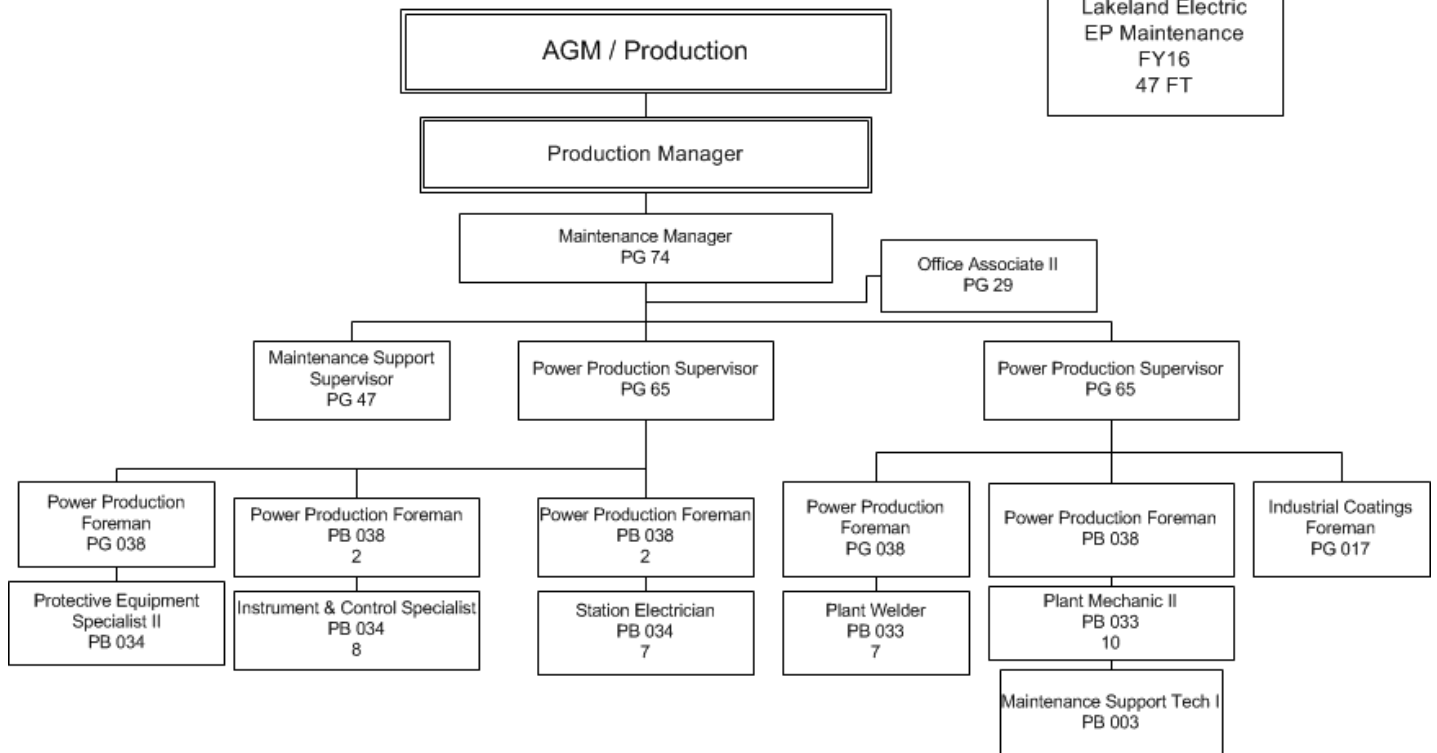 Lakeland Electric
EP Maintenance
FY16
47 FT
AGM / Production
Production Manager
Maintenance Manager
PG 74
Office Associate II
PG 29
Maintenance Support
Supervisor
PG 47
Power Production Supervisor
PG 65
Power Production Supervisor
PG 65
Power Production
Foreman
PG 038
Power Production Foreman
PB 038
2
Power Production Foreman
PB 038
2
Power Production
Foreman
PG 038
Power Production Foreman
PB 038
Industrial Coatings
Foreman
PG 017
Protective Equipment
Specialist II
PB 034
Instrument & Control Specialist
PB 034
8
Station Electrician
PB 034
7
Plant Welder
PB 033
7
Plant Mechanic II
PB 033
10
Maintenance Support Tech I
PB 003